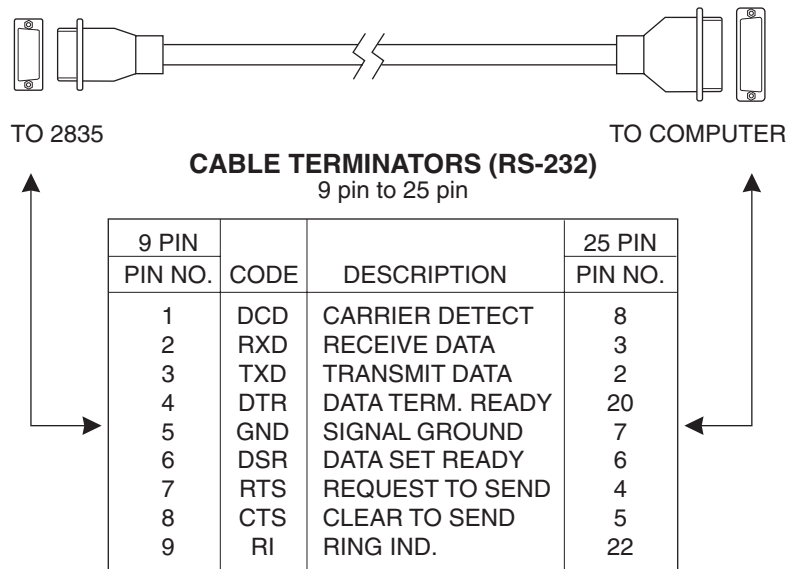 TO 2835 TO COMPUTER
CABLE TERMINATORS (RS-232)
9 pin to 25 pin
9 PIN 25 PIN
PIN NO. CODE DESCRIPTION PIN NO.
1 DCD CARRIER DETECT 8
2 RXD RECEIVE DATA 3
3 TXD TRANSMIT DATA 2
4 DTR DATA TERM. READY 20
5 GND SIGNAL GROUND 7
6 DSR DATA SET READY 6
7 RTS REQUEST TO SEND 4
8 CTS CLEAR TO SEND 5
9 RI RING IND. 22